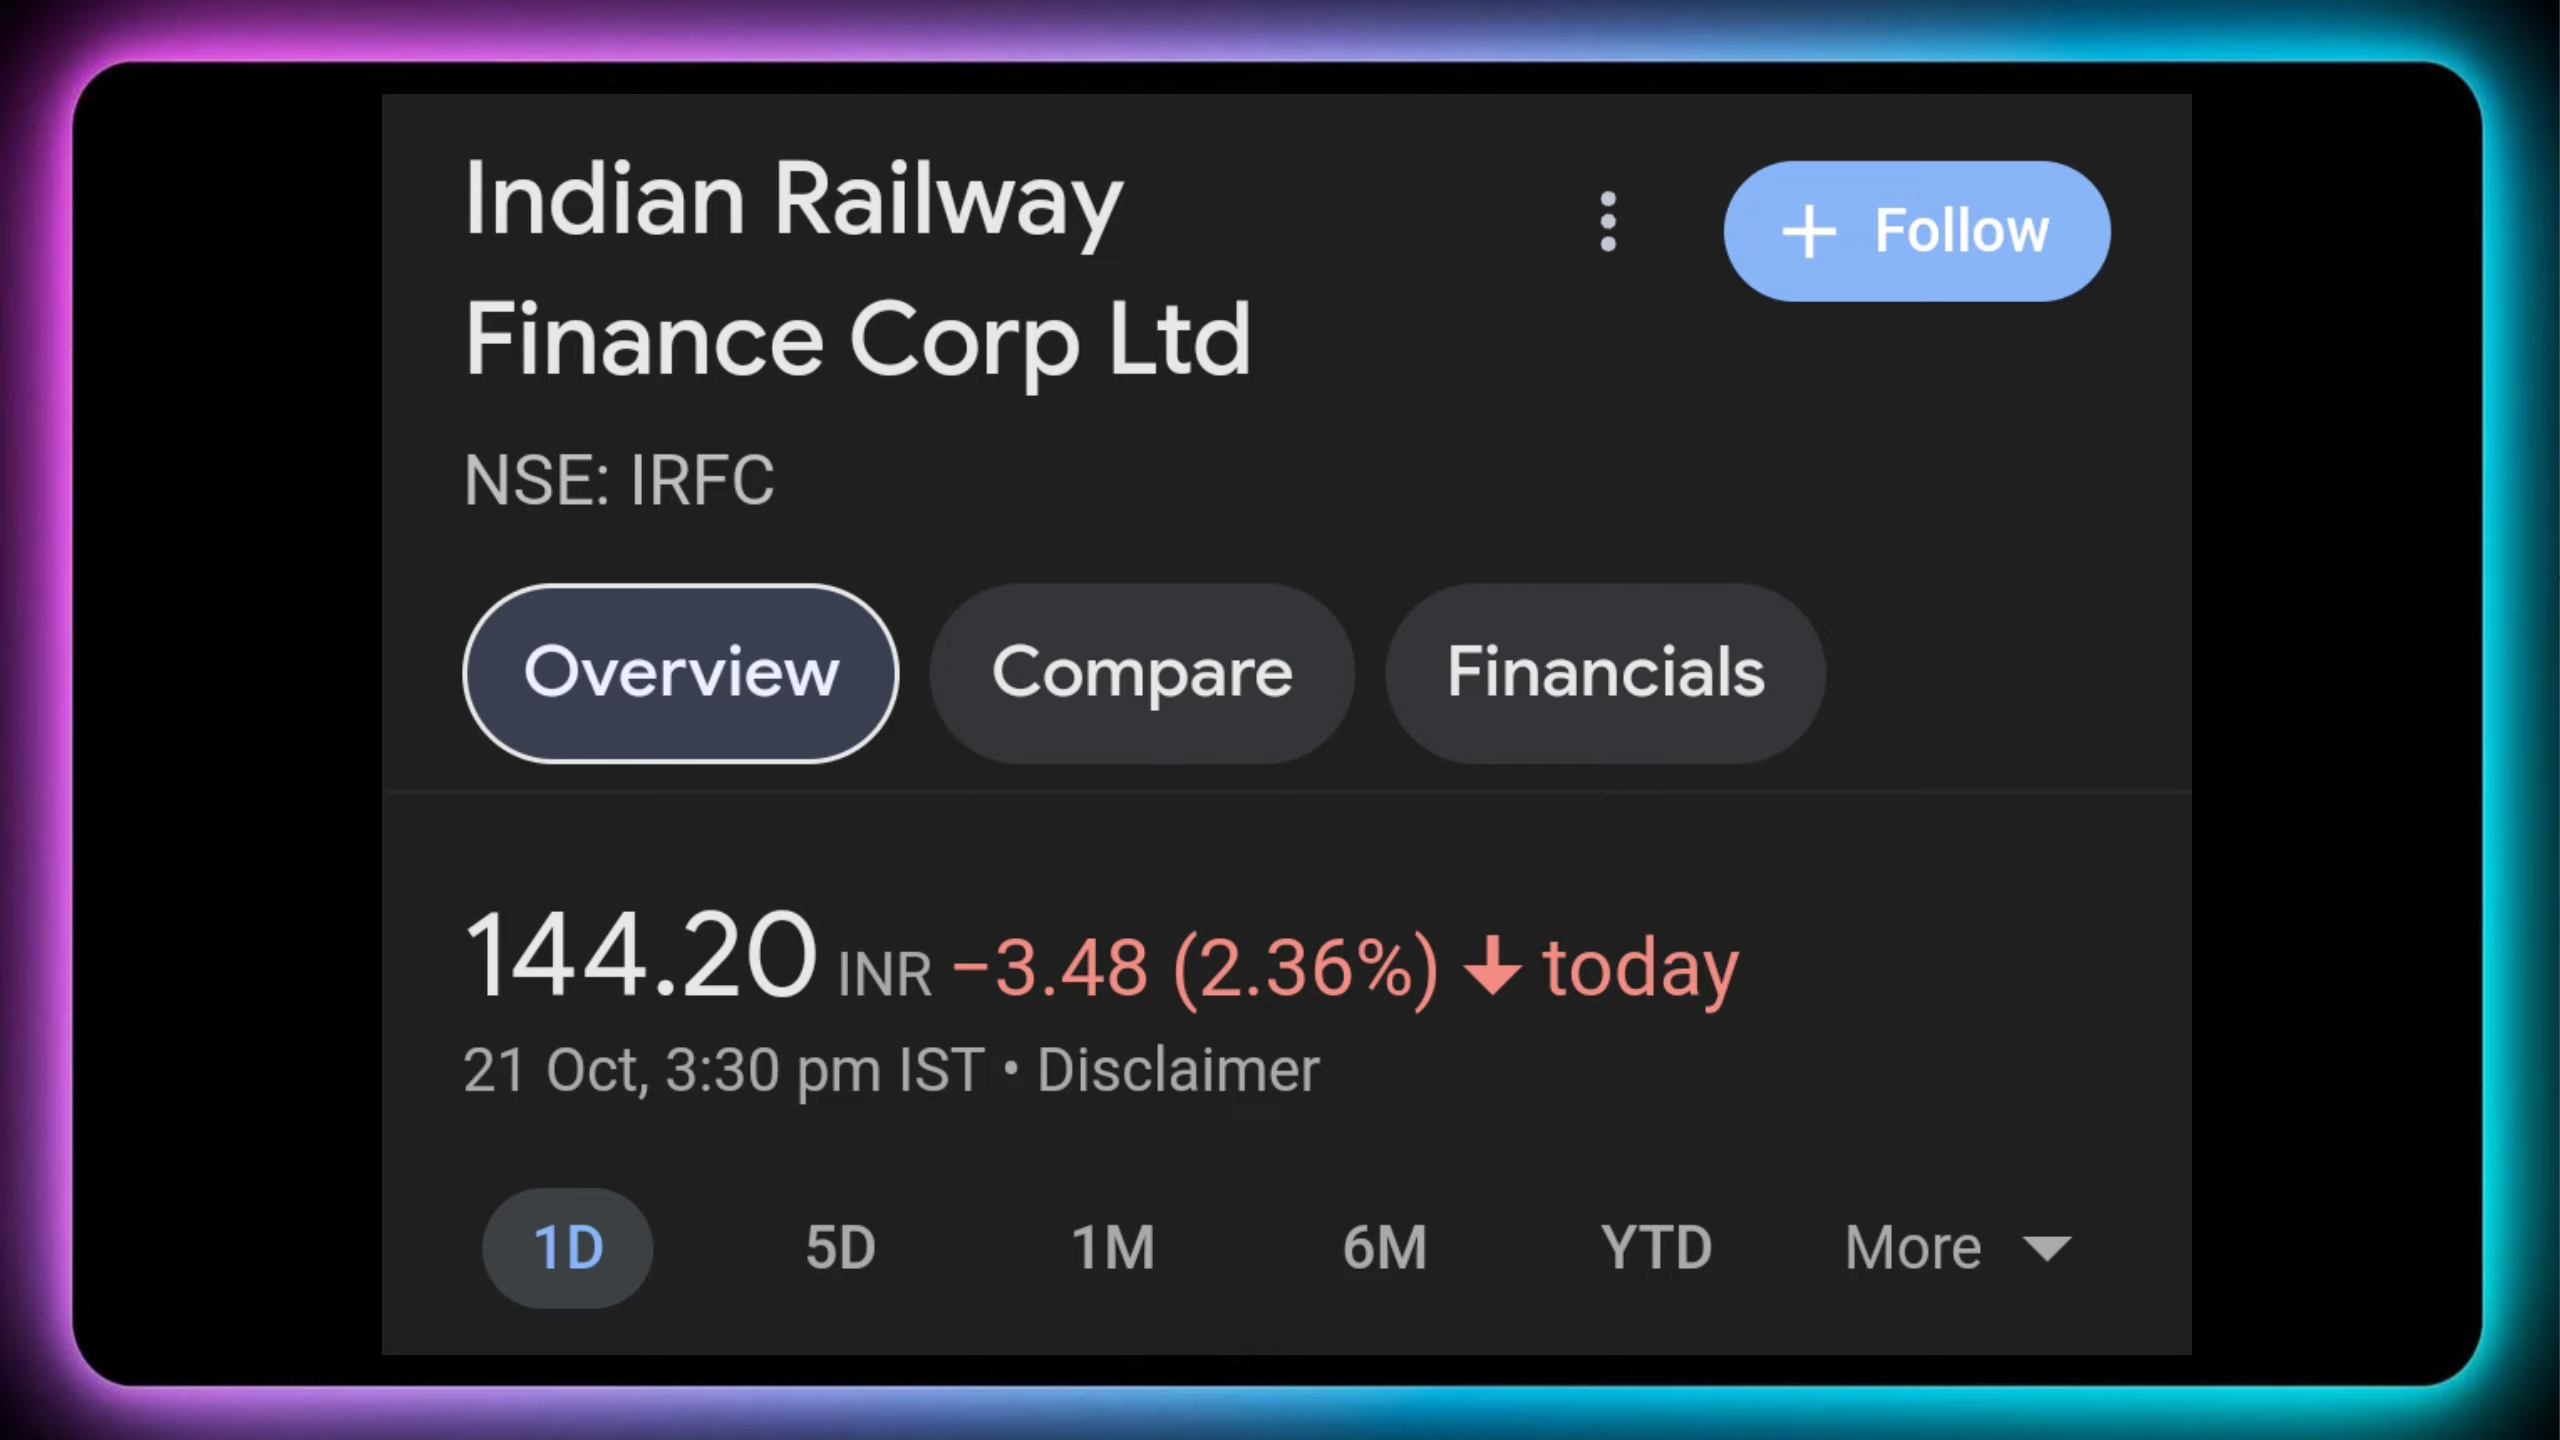 Indian Railway
Finance Corp Ltd
+ Follow
NSE: IRFC
Overview Compare Financials
144.20 INR −3.48 (2.36%) ↓ today
21 Oct, 3:30 pm IST • Disclaimer
1D 5D 1M 6M YTD More